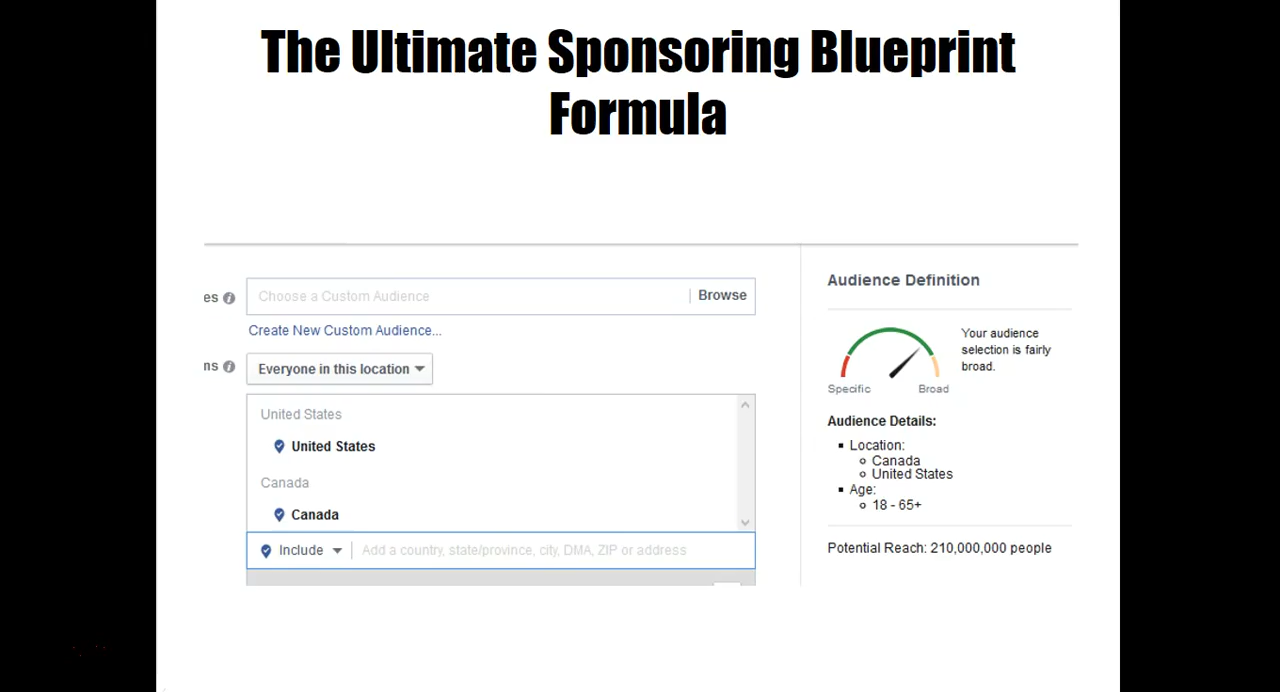 The Ultimate Sponsoring Blueprint
Formula
es
Choose a Custom Audience
Browse
Create New Custom Audience...
ns
Everyone in this location
United States
United States
Canada
Canada
Include
Add a country, state/province, city, DMA, ZIP or address
Audience Definition
Your audience
selection is fairly
broad.
Specific
Broad
Audience Details:
Location:
Canada
United States
Age:
18 - 65+
Potential Reach: 210,000,000 people